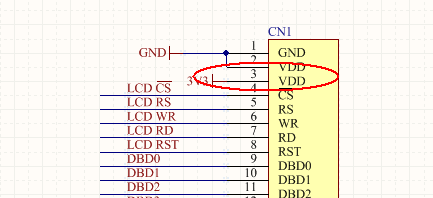 CN1
GND 1 GND
2 VDD
3V3 3 VDD
LCD CS 4 CS
LCD RS 5 RS
LCD WR 6 WR
LCD RD 7 RD
LCD RST 8 RST
DBD0 9 DBD0
DBD1 10 DBD1
DBD2 11 DBD2